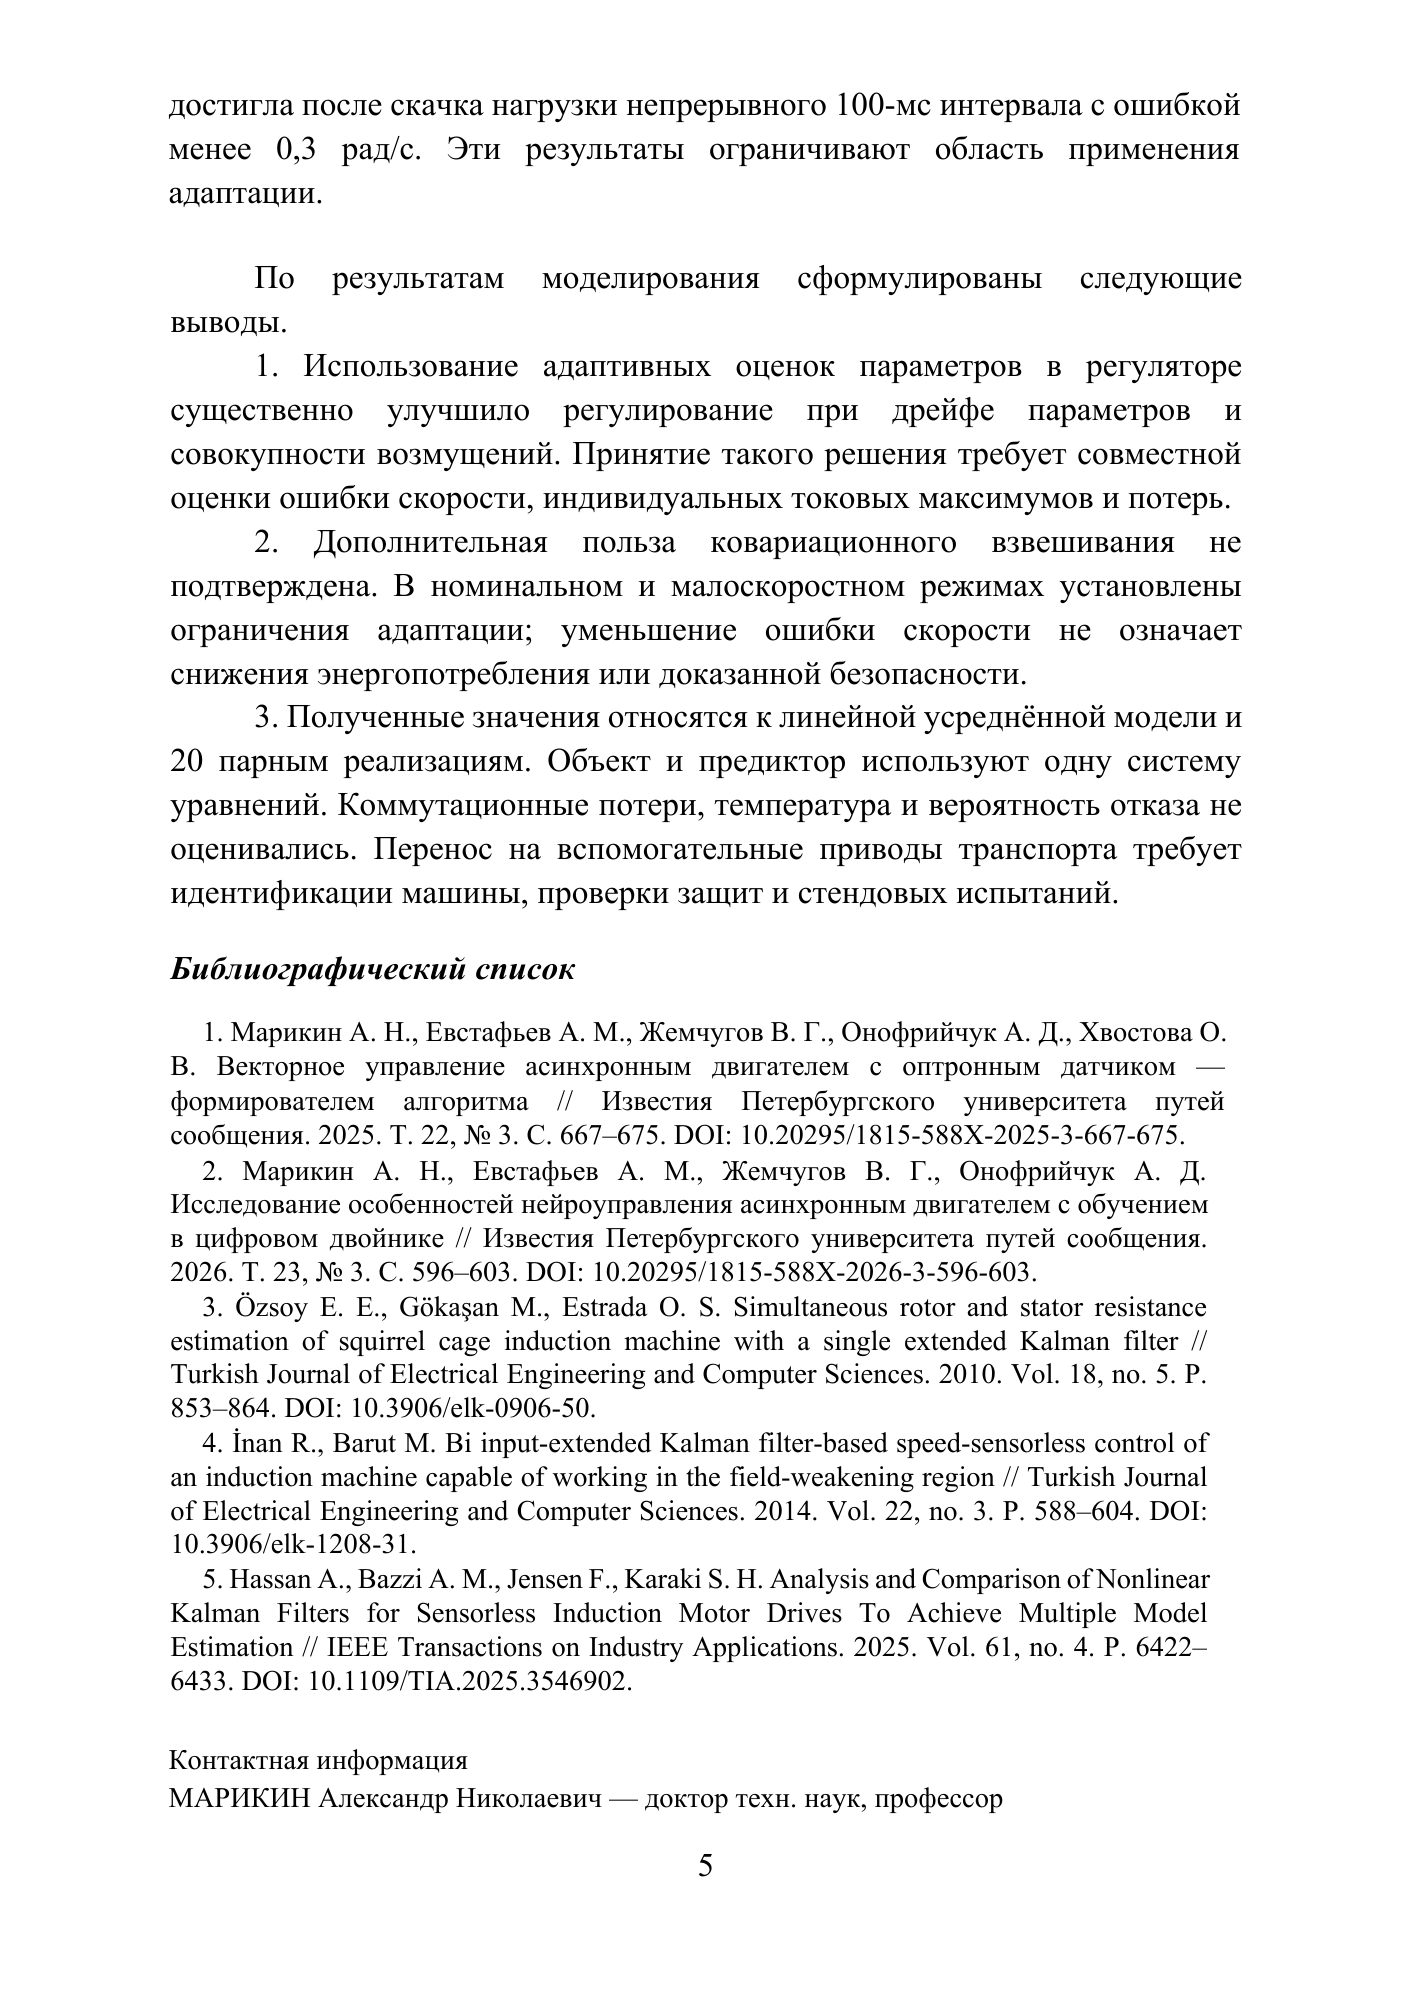 достигла после скачка нагрузки непрерывного 100-мс интервала с ошибкой
менее 0,3 рад/с. Эти результаты ограничивают область применения
адаптации.
По результатам моделирования сформулированы следующие
выводы.
1. Использование адаптивных оценок параметров в регуляторе
существенно улучшило регулирование при дрейфе параметров и
совокупности возмущений. Принятие такого решения требует совместной
оценки ошибки скорости, индивидуальных токовых максимумов и потерь.
2. Дополнительная польза ковариационного взвешивания не
подтверждена. В номинальном и малоскоростном режимах установлены
ограничения адаптации; уменьшение ошибки скорости не означает
снижения энергопотребления или доказанной безопасности.
3. Полученные значения относятся к линейной усреднённой модели и
20 парным реализациям. Объект и предиктор используют одну систему
уравнений. Коммутационные потери, температура и вероятность отказа не
оценивались. Перенос на вспомогательные приводы транспорта требует
идентификации машины, проверки защит и стендовых испытаний.
Библиографический список
1. Марикин А. Н., Евстафьев А. М., Жемчугов В. Г., Онофрийчук А. Д., Хвостова О.
В. Векторное управление асинхронным двигателем с оптронным датчиком —
формирователем алгоритма // Известия Петербургского университета путей
сообщения. 2025. Т. 22, № 3. С. 667–675. DOI: 10.20295/1815-588X-2025-3-667-675.
2. Марикин А. Н., Евстафьев А. М., Жемчугов В. Г., Онофрийчук А. Д.
Исследование особенностей нейроуправления асинхронным двигателем с обучением
в цифровом двойнике // Известия Петербургского университета путей сообщения.
2026. Т. 23, № 3. С. 596–603. DOI: 10.20295/1815-588X-2026-3-596-603.
3. Özsoy E. E., Gökaşan M., Estrada O. S. Simultaneous rotor and stator resistance
estimation of squirrel cage induction machine with a single extended Kalman filter //
Turkish Journal of Electrical Engineering and Computer Sciences. 2010. Vol. 18, no. 5. P.
853–864. DOI: 10.3906/elk-0906-50.
4. İnan R., Barut M. Bi input-extended Kalman filter-based speed-sensorless control of
an induction machine capable of working in the field-weakening region // Turkish Journal
of Electrical Engineering and Computer Sciences. 2014. Vol. 22, no. 3. P. 588–604. DOI:
10.3906/elk-1208-31.
5. Hassan A., Bazzi A. M., Jensen F., Karaki S. H. Analysis and Comparison of Nonlinear
Kalman Filters for Sensorless Induction Motor Drives To Achieve Multiple Model
Estimation // IEEE Transactions on Industry Applications. 2025. Vol. 61, no. 4. P. 6422–
6433. DOI: 10.1109/TIA.2025.3546902.
Контактная информация
МАРИКИН Александр Николаевич — доктор техн. наук, профессор
5